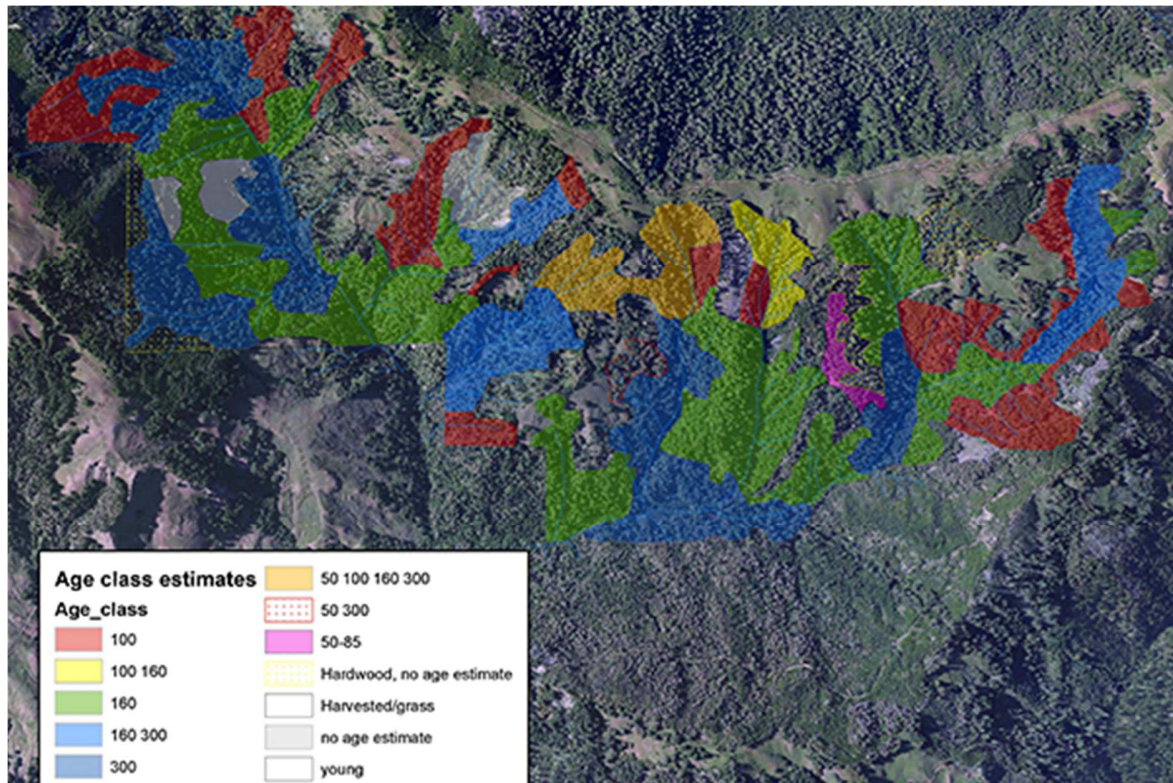 Age class estimates
Age_class
100
100 160
160
160 300
300
50 100 160 300
50 300
50-85
Hardwood, no age estimate
Harvested/grass
no age estimate
young